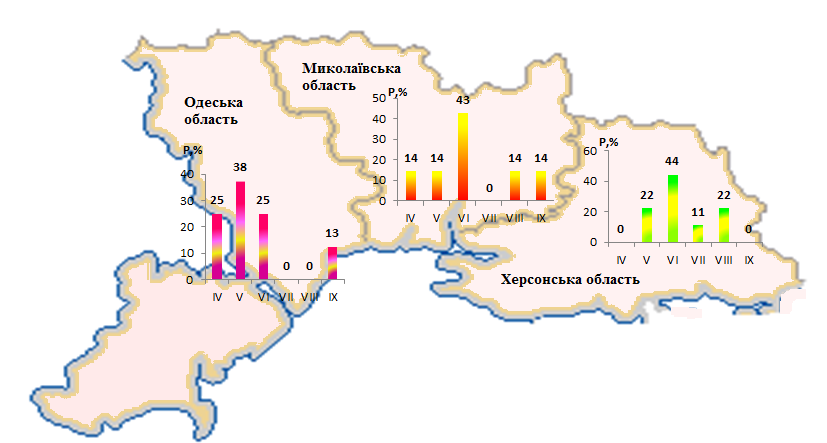 Миколаївська
область
Р,%
50
40
30
20
10
0
14
14
43
0
14
14
IV
V
VI
VII
VIII
IX
Одеська
область
Р,%
40
30
20
10
0
25
38
25
0
0
13
IV
V
VI
VII
VIII
IX
Р,%
60
40
20
0
0
22
44
11
22
0
IV
V
VI
VII
VIII
IX
Херсонська область